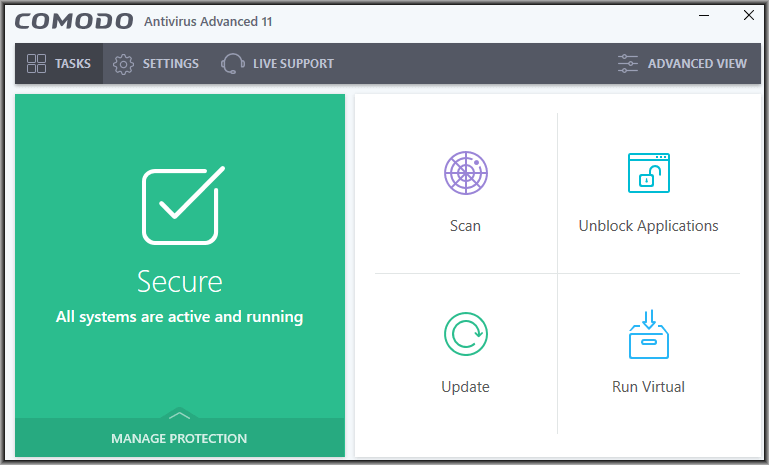 COMODO Antivirus Advanced 11
TASKS SETTINGS LIVE SUPPORT ADVANCED VIEW
Secure
All systems are active and running
MANAGE PROTECTION
Scan
Unblock Applications
Update
Run Virtual